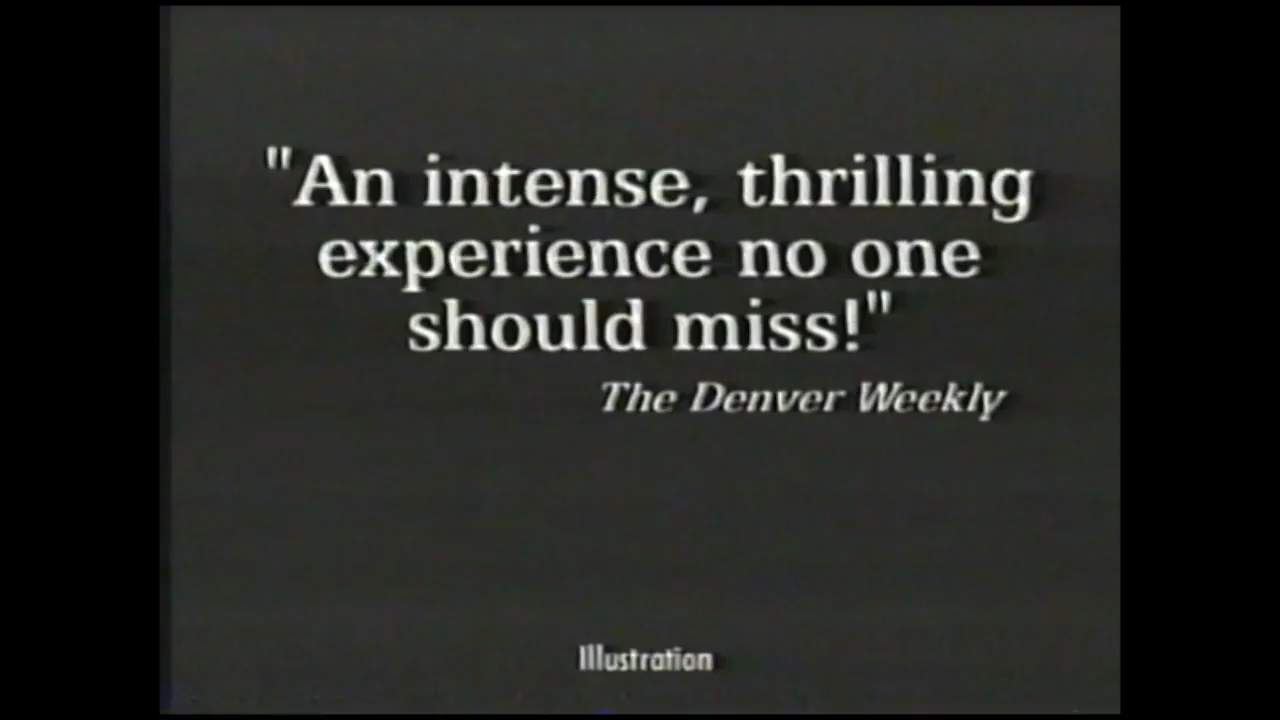 "An intense, thrilling
experience no one
should miss!"
The Denver Weekly
Illustration